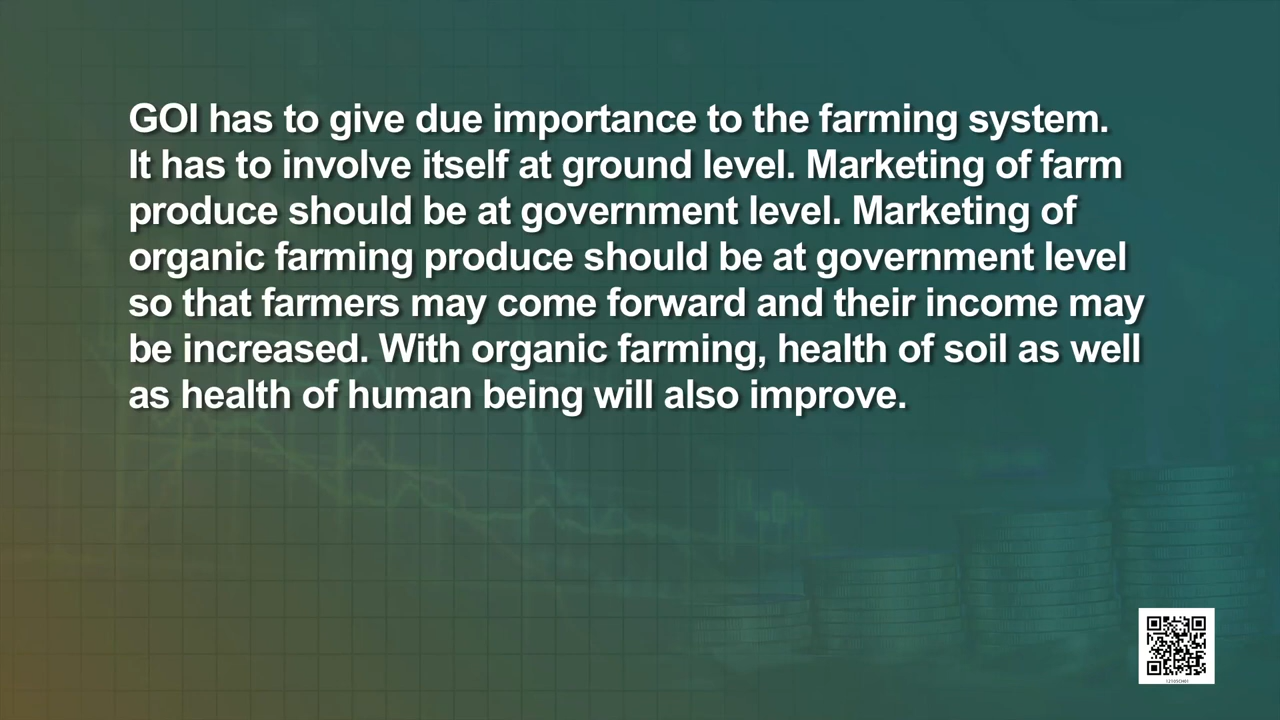 GOI has to give due importance to the farming system.
It has to involve itself at ground level. Marketing of farm
produce should be at government level. Marketing of
organic farming produce should be at government level
so that farmers may come forward and their income may
be increased. With organic farming, health of soil as well
as health of human being will also improve.